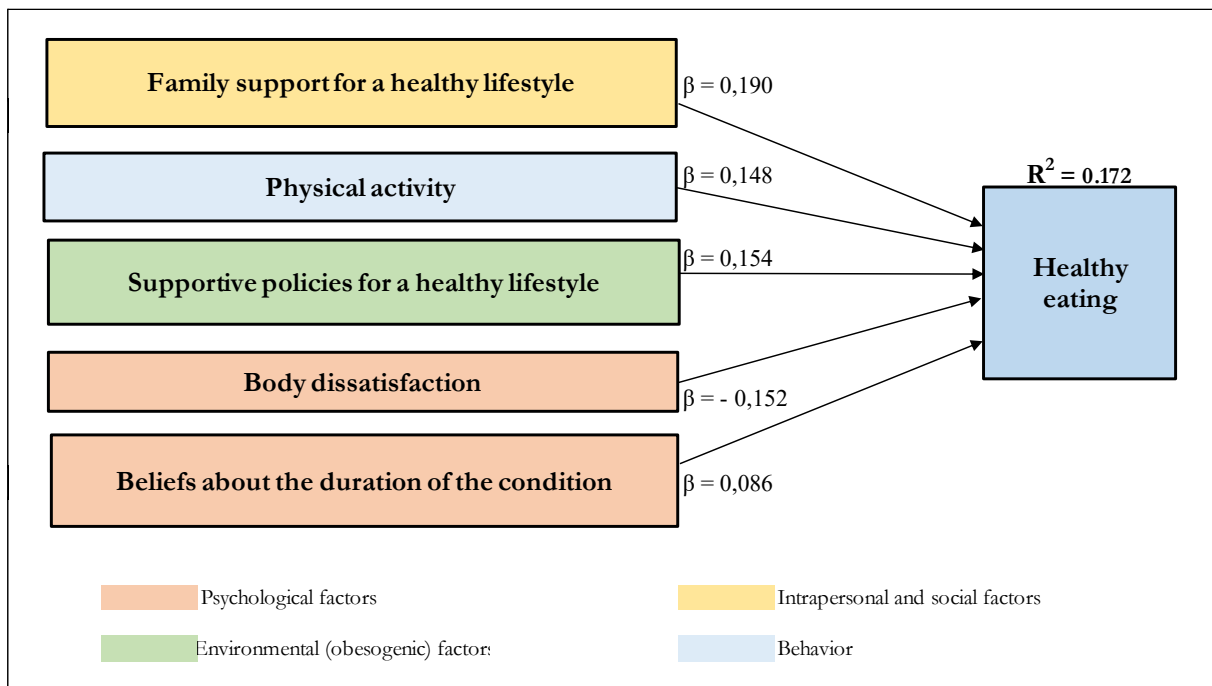 Family support for a healthy lifestyle
β = 0,190
Physical activity
β = 0,148
R² = 0.172
Supportive policies for a healthy lifestyle
β = 0,154
Healthy
eating
Body dissatisfaction
β = - 0,152
Beliefs about the duration of the condition
β = 0,086
Psychological factors
Intrapersonal and social factors
Environmental (obesogenic) factors
Behavior